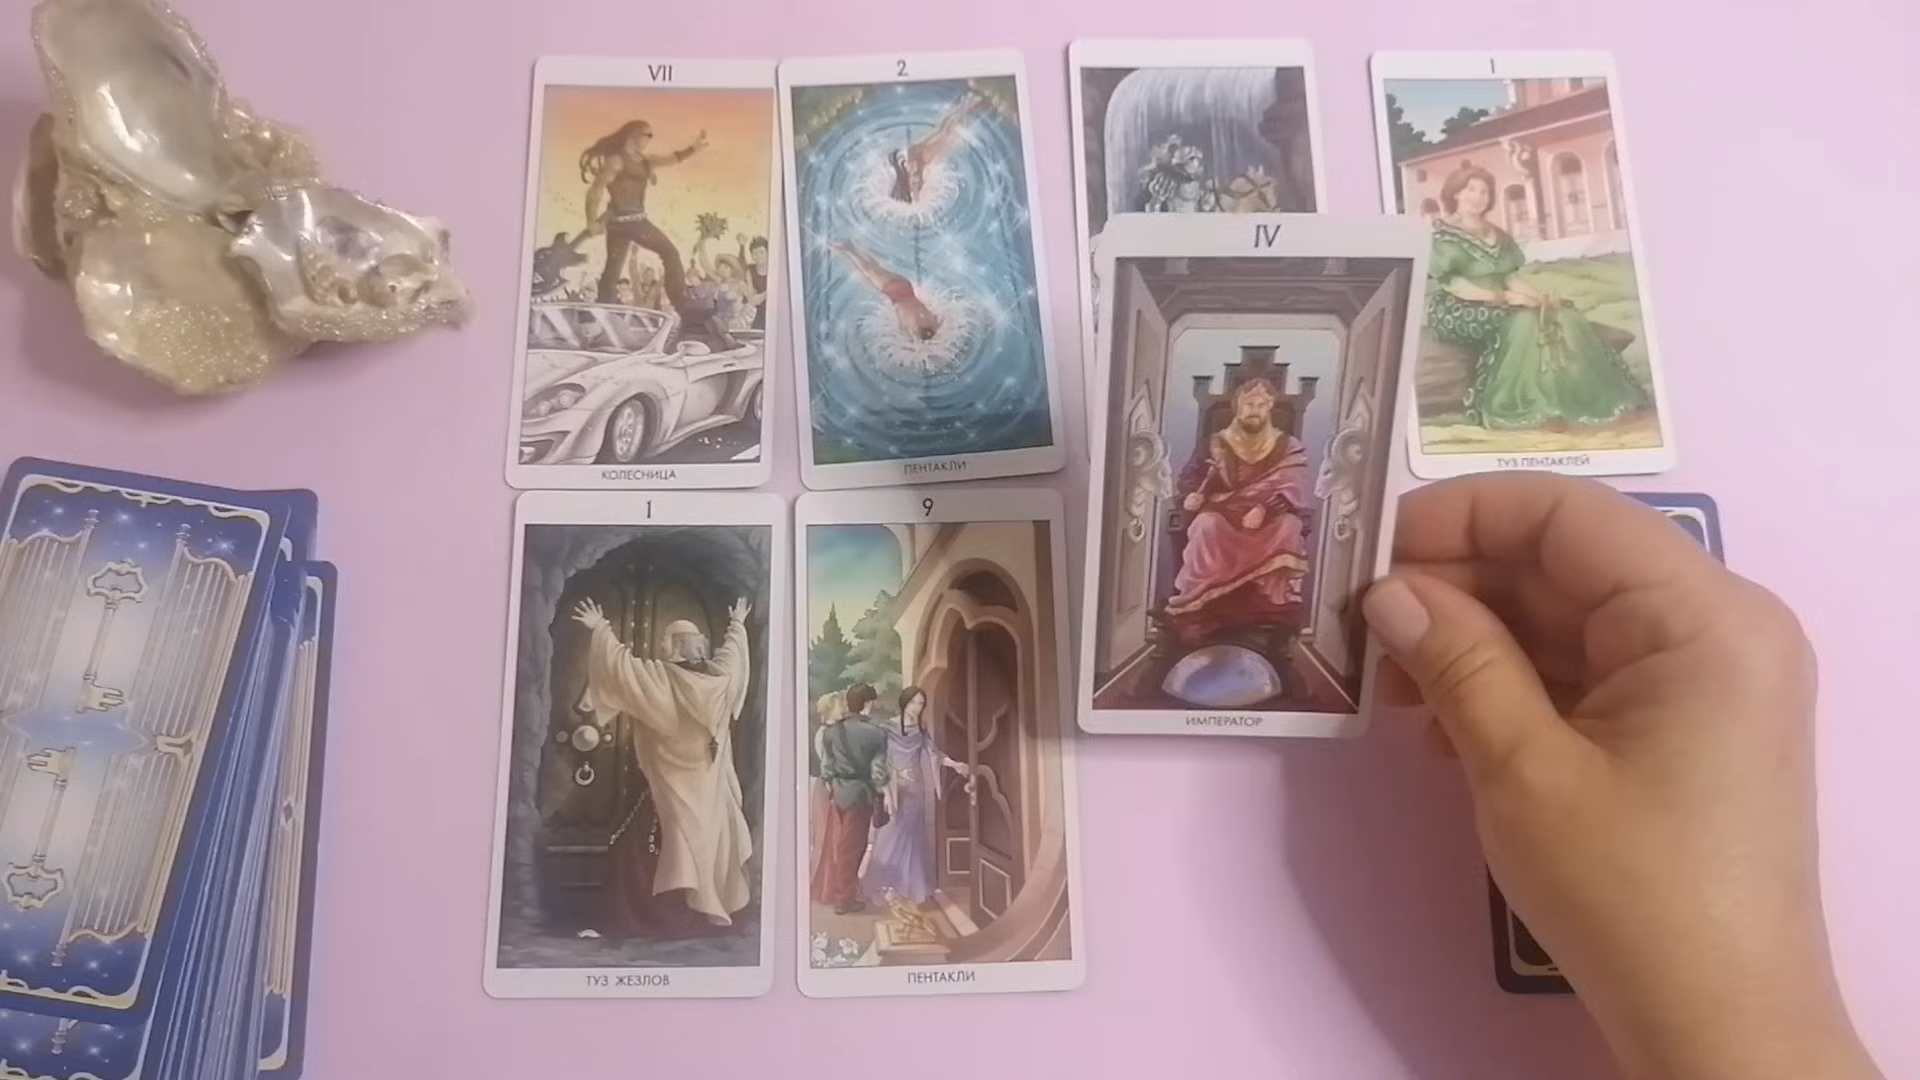 VII
КОЛЕСНИЦА
2
ПЕНТАКЛИ
1
ТУЗ ПЕНТАКЛЕЙ
1
ТУЗ ЖЕЗЛОВ
9
ПЕНТАКЛИ
IV
ИМПЕРАТОР